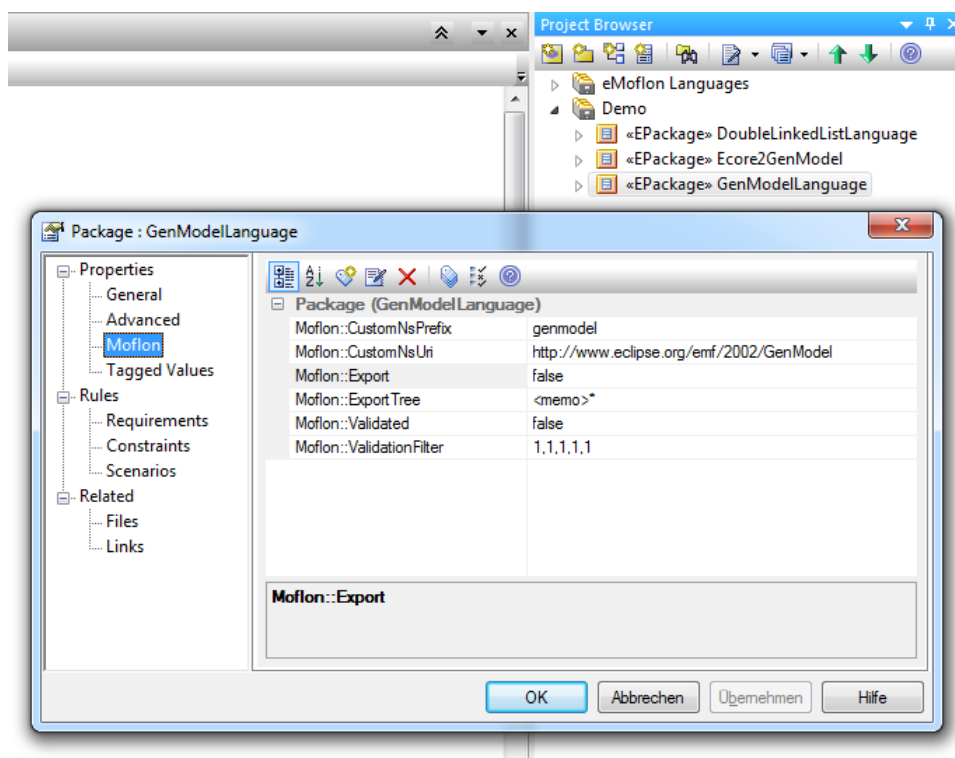 Project Browser
eMoflon Languages
Demo
«EPackage» DoubleLinkedListLanguage
«EPackage» Ecore2GenModel
«EPackage» GenModelLanguage
Package : GenModelLanguage
Properties
General
Advanced
Moflon
Tagged Values
Rules
Requirements
Constraints
Scenarios
Related
Files
Links
Package (GenModelLanguage)
Moflon::CustomNsPrefix genmodel
Moflon::CustomNsUri http://www.eclipse.org/emf/2002/GenModel
Moflon::Export false
Moflon::ExportTree <memo>*
Moflon::Validated false
Moflon::ValidationFilter 1,1,1,1,1
Moflon::Export
OK Abbrechen Übernehmen Hilfe